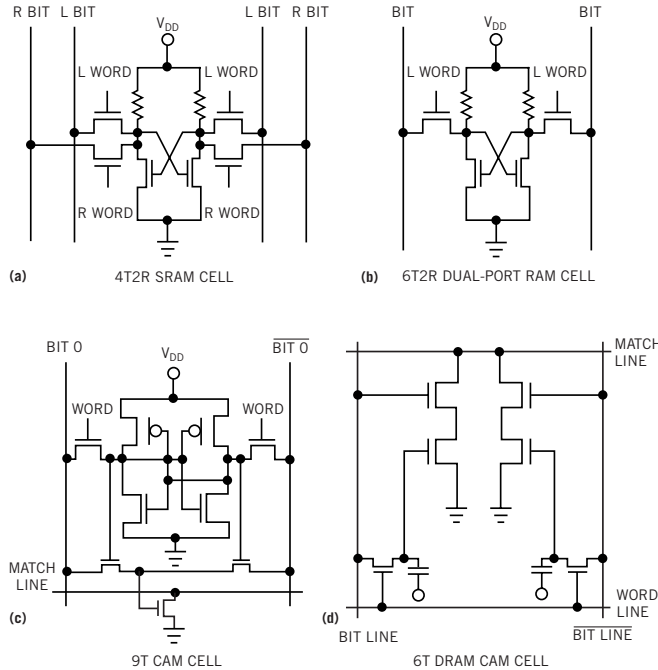 R BIT L BIT L BIT R BIT
V_DD
L WORD L WORD
R WORD R WORD
(a) 4T2R SRAM CELL
BIT BIT
V_DD
L WORD L WORD
(b) 6T2R DUAL-PORT RAM CELL
BIT 0 BIT 0
V_DD
WORD WORD
MATCH
LINE
(c)
9T CAM CELL
MATCH
LINE
WORD
LINE
(d)
BIT LINE BIT LINE
6T DRAM CAM CELL